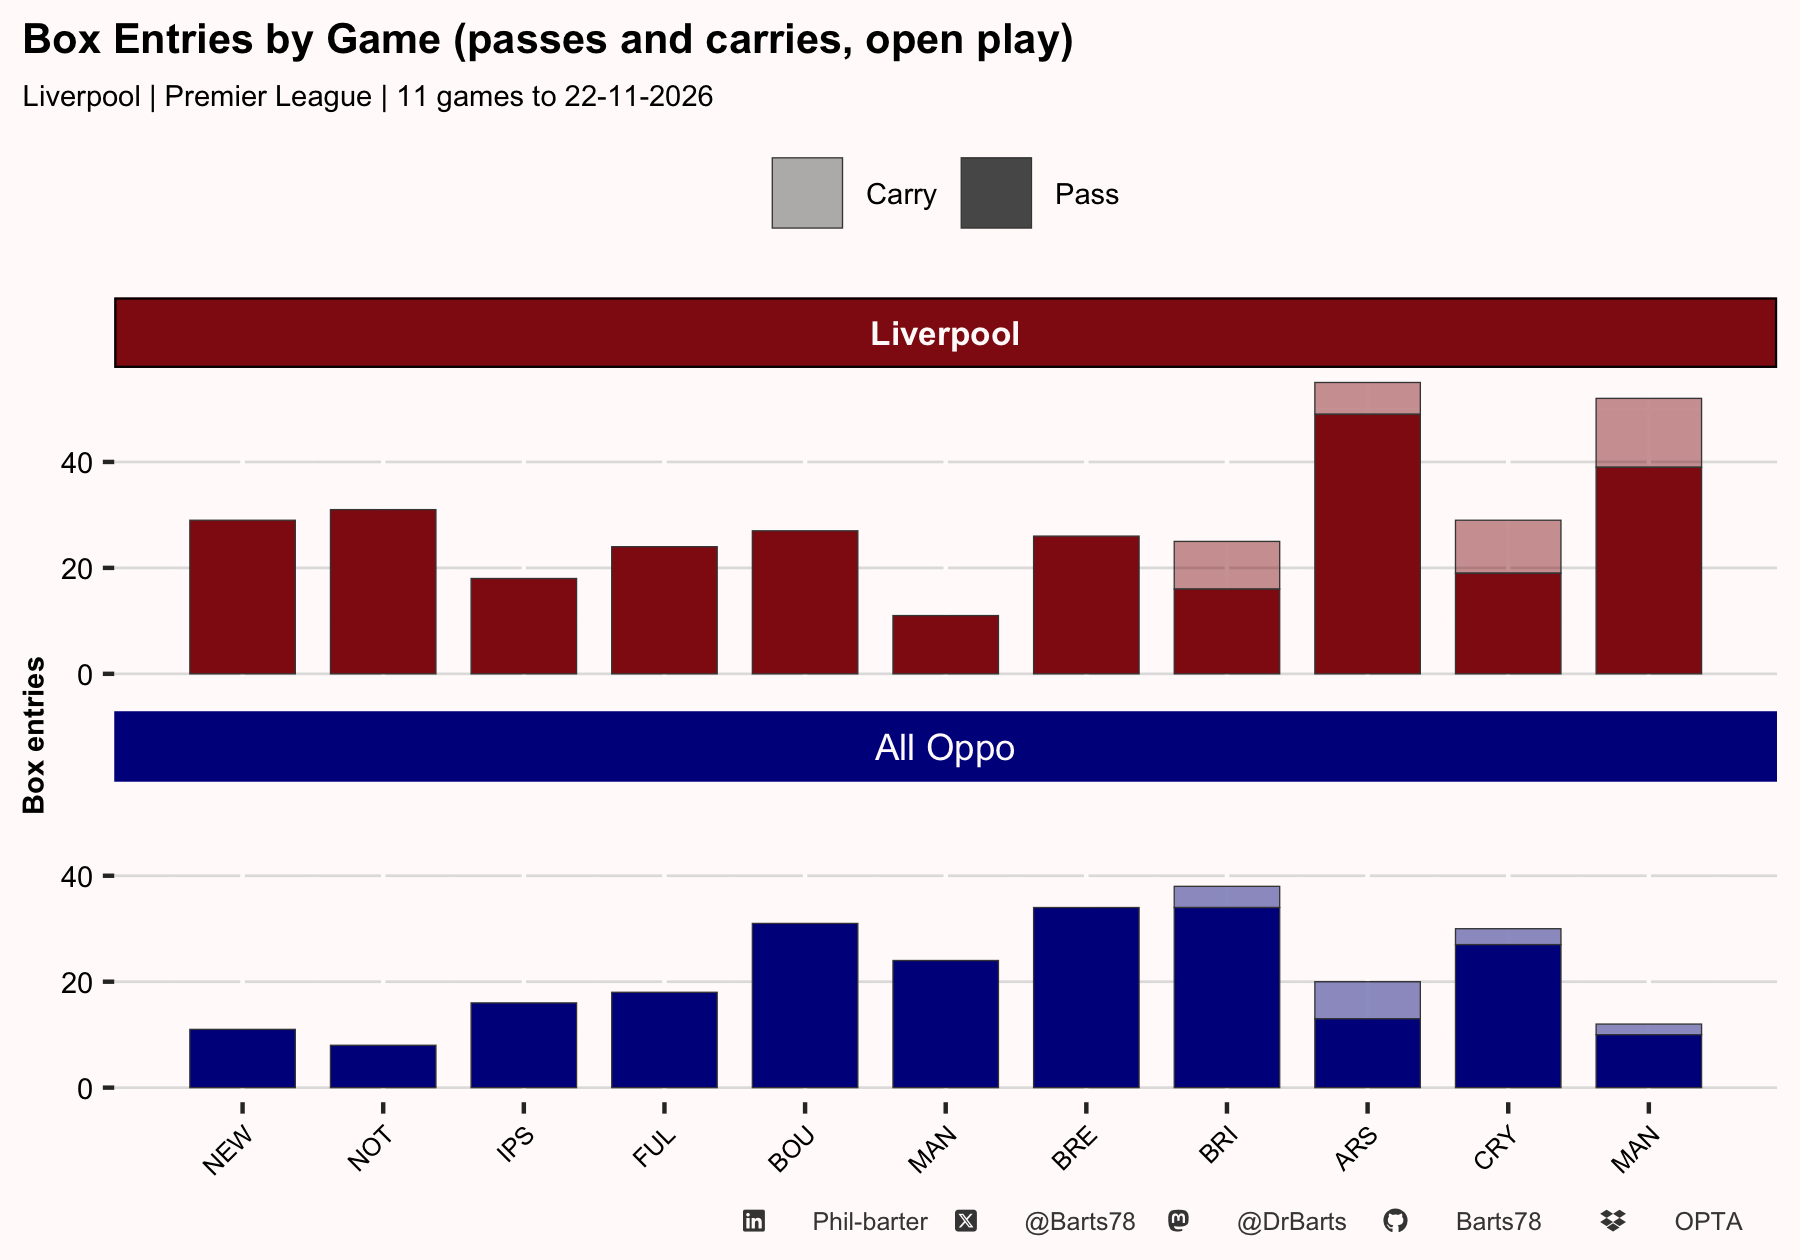 Box Entries by Game (passes and carries, open play)
Liverpool | Premier League | 11 games to 22-11-2026
Carry Pass
Liverpool
40
20
0
Box entries
All Oppo
40
20
0
NEW NOT IPS FUL BOU MAN BRE BRI ARS CRY MAN
Phil-barter @Barts78 @DrBarts Barts78 OPTA